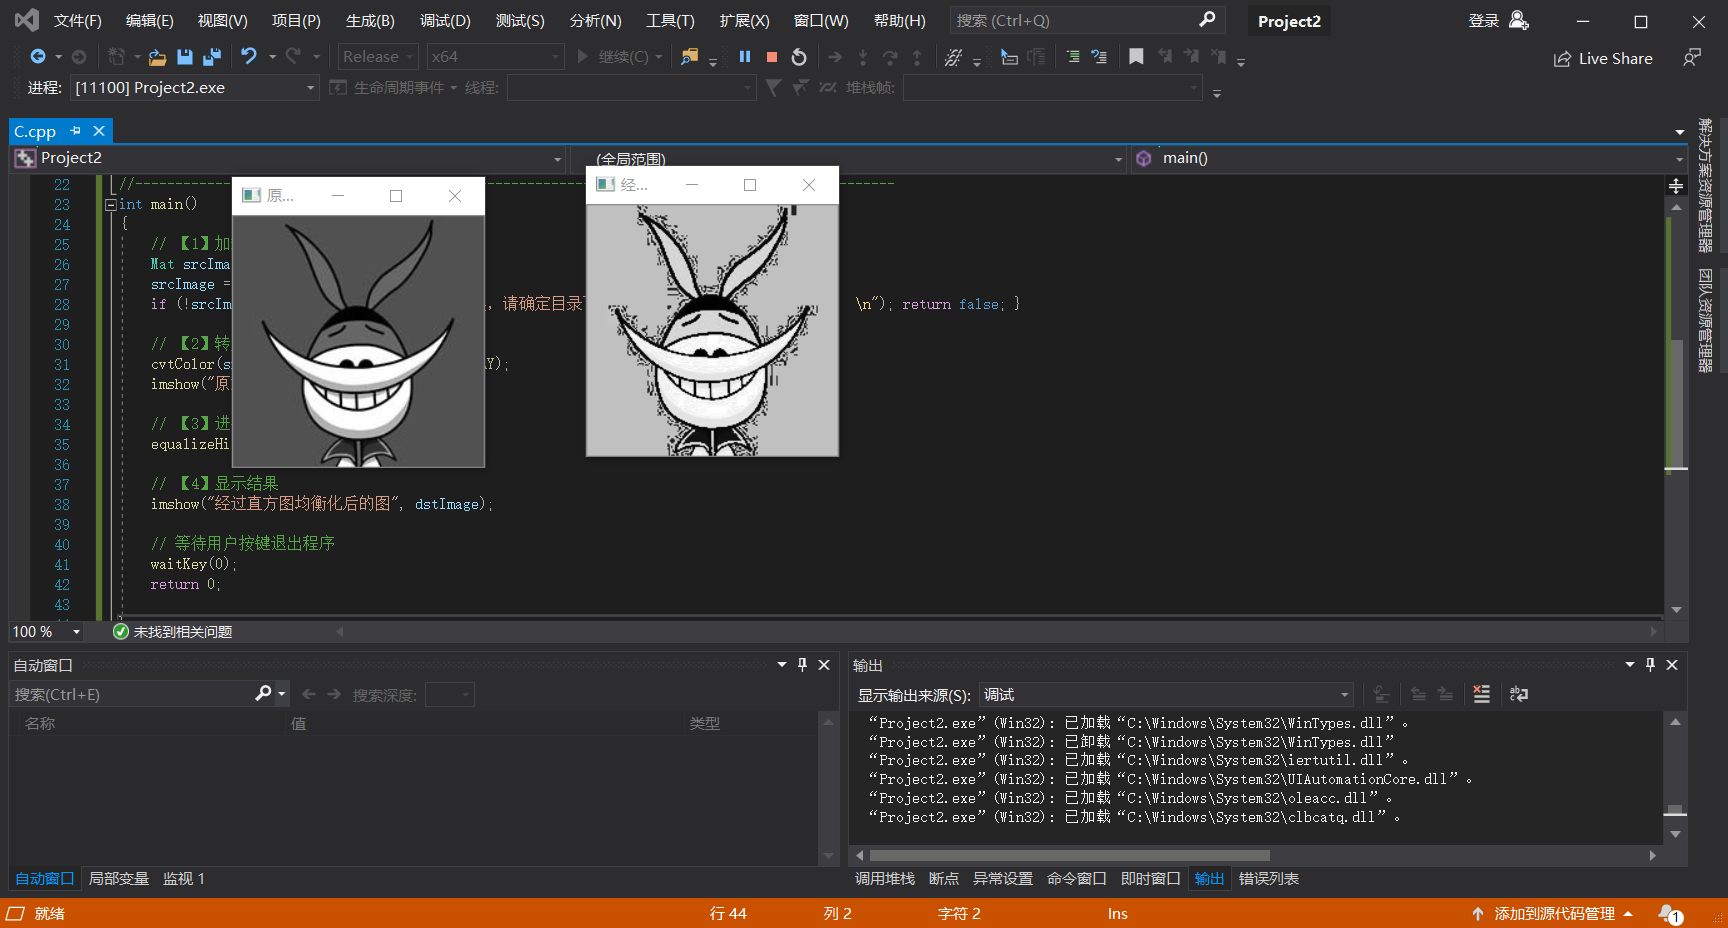 文件(F) 编辑(E) 视图(V) 项目(P) 生成(B) 调试(D) 测试(S) 分析(N) 工具(T) 扩展(X) 窗口(W) 帮助(H) 搜索 (Ctrl+Q) Project2 登录
Release x64 继续(C) Live Share
进程: [11100] Project2.exe 生命周期事件 线程: 堆栈帧:
C.cpp
Project2 (全局范围) main()
解决方案资源管理器
团队资源管理器
原...
经...
22 //----------------------------------------------------------------------
23 int main()
24 {
25 // 【1】加
26 Mat srcIma
27 srcImage =
28 if (!srcIm ，请确定目录 \n"); return false; }
29
30 // 【2】转
31 cvtColor(s Y);
32 imshow("原
33
34 // 【3】进
35 equalizeHi
36
37 // 【4】显示结果
38 imshow("经过直方图均衡化后的图", dstImage);
39
40 // 等待用户按键退出程序
41 waitKey(0);
42 return 0;
43
100 % 未找到相关问题
自动窗口
搜索(Ctrl+E) 搜索深度:
名称 值 类型
自动窗口 局部变量 监视 1
输出
显示输出来源(S): 调试
“Project2.exe”(Win32): 已加载“C:\Windows\System32\WinTypes.dll”。
“Project2.exe”(Win32): 已卸载“C:\Windows\System32\WinTypes.dll”
“Project2.exe”(Win32): 已加载“C:\Windows\System32\iertutil.dll”。
“Project2.exe”(Win32): 已加载“C:\Windows\System32\UIAutomationCore.dll”。
“Project2.exe”(Win32): 已加载“C:\Windows\System32\oleacc.dll”。
“Project2.exe”(Win32): 已加载“C:\Windows\System32\clbcatq.dll”。
调用堆栈 断点 异常设置 命令窗口 即时窗口 输出 错误列表
就绪 行 44 列 2 字符 2 Ins 添加到源代码管理 1